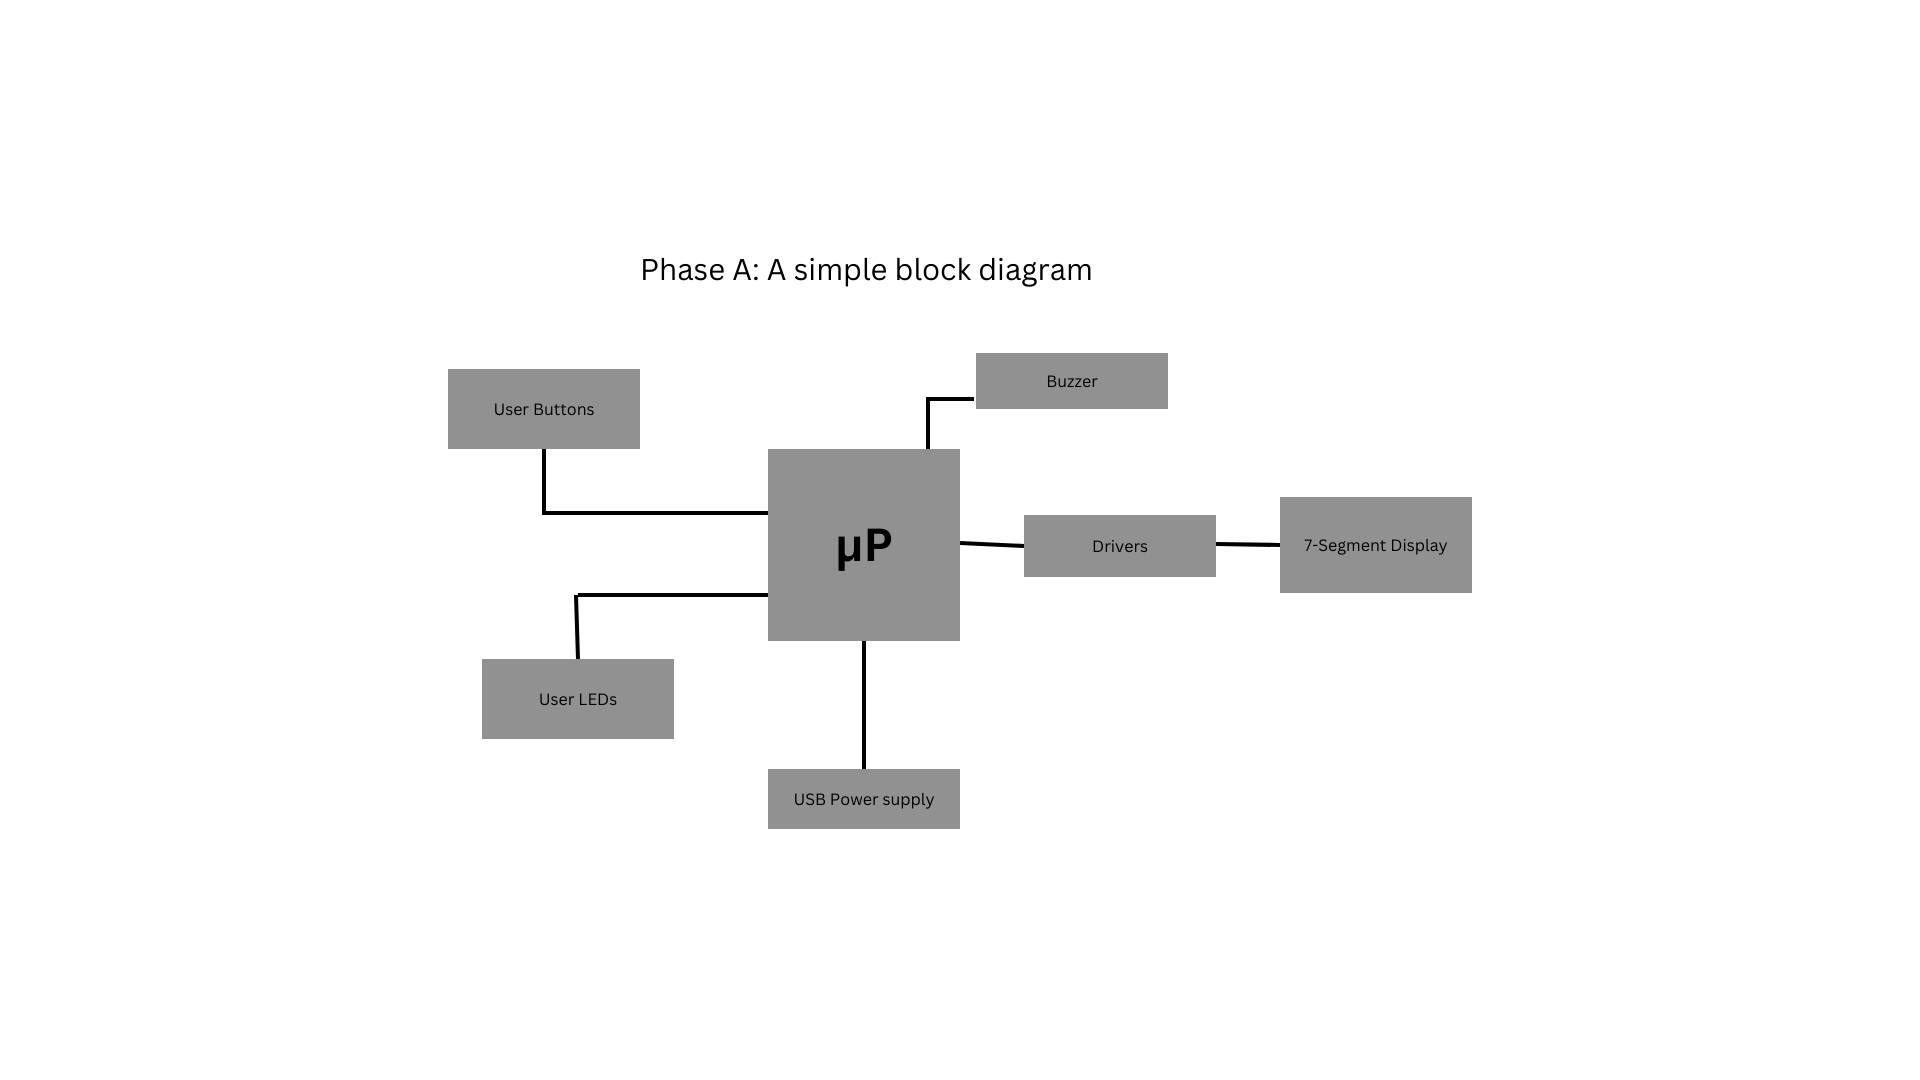 Phase A: A simple block diagram
Buzzer
User Buttons
µP
Drivers
7-Segment Display
User LEDs
USB Power supply